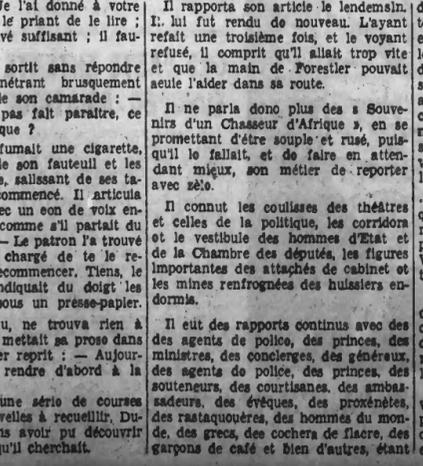 Je l'ai donné à votre
le priant de le lire ;
vé suffisant ; il fau-
sortit sans répondre
nétrant brusquement
le son camarade : —
pas fait paraître, ce
que ?
fumait une cigarette,
le son fauteuil et les
salissant de ses ta-
commencé. Il articula
ec un son de voix en-
comme s'il partait du
— Le patron l'a trouvé
chargé de te le re-
ecommencer. Tiens, le
ndiquait du doigt les
sous un presse-papier.
u, ne trouva rien à
mettait sa prose dans
er reprit : — Aujour-
rendre d'abord à la
une série de courses
velles à recueillir. Du-
ns avoir pu découvrir
qu'il cherchait.
Il rapporta son article le lendemain.
Il lui fut rendu de nouveau. L'ayant
refait une troisième fois, et le voyant
refusé, il comprit qu'il allait trop vite
et que la main de Forestier pouvait
seule l'aider dans sa route.
Il ne parla donc plus des « Souve-
nirs d'un Chasseur d'Afrique », en se
promettant d'être souple et rusé, puis-
qu'il le fallait, et de faire en atten-
dant mieux, son métier de reporter
avec zèle.
Il connut les coulisses des théâtres
et celles de la politique, les corridors
et le vestibule des hommes d'Etat et
de la Chambre des députés, les figures
importantes des attachés de cabinet et
les mines renfrognées des huissiers en-
dormis.
Il eut des rapports continus avec des
des agents de police, des princes, des
ministres, des concierges, des généraux,
des agents de police, des princes, des
souteneurs, des courtisanes, des ambas-
sadeurs, des évêques, des proxénètes,
des rastaquouères, des hommes du mon-
de, des grecs, des cochers de fiacre, des
garçons de café et bien d'autres, étant